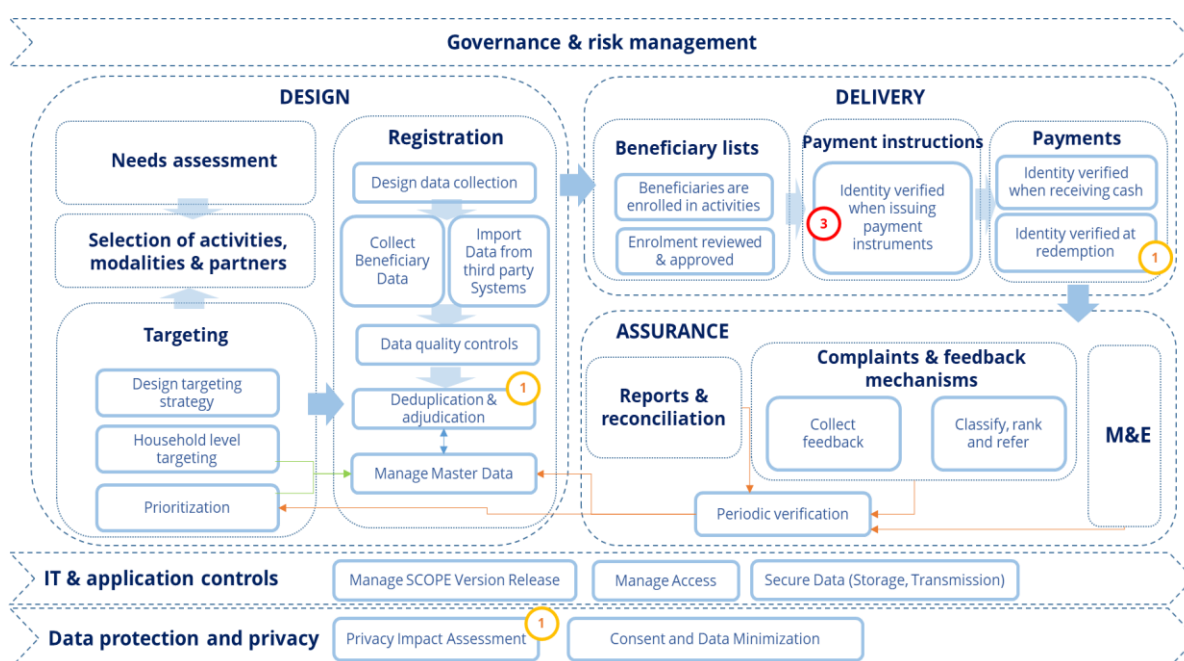 Governance & risk management
DESIGN
Needs assessment
Selection of activities,
modalities & partners
Targeting
Design targeting
strategy
Household level
targeting
Prioritization
Registration
Design data collection
Collect
Beneficiary
Data
Import
Data from
third party
Systems
Data quality controls
Deduplication &
adjudication
1
Manage Master Data
DELIVERY
Beneficiary lists
Beneficiaries are
enrolled in activities
Enrolment reviewed
& approved
Payment instructions
Identity verified
when issuing
payment
instruments
3
Payments
Identity verified
when receiving cash
Identity verified at
redemption
1
ASSURANCE
Reports &
reconciliation
Complaints & feedback
mechanisms
Collect
feedback
Classify, rank
and refer
M&E
Periodic verification
IT & application controls
Manage SCOPE Version Release
Manage Access
Secure Data (Storage, Transmission)
Data protection and privacy
Privacy Impact Assessment
1
Consent and Data Minimization